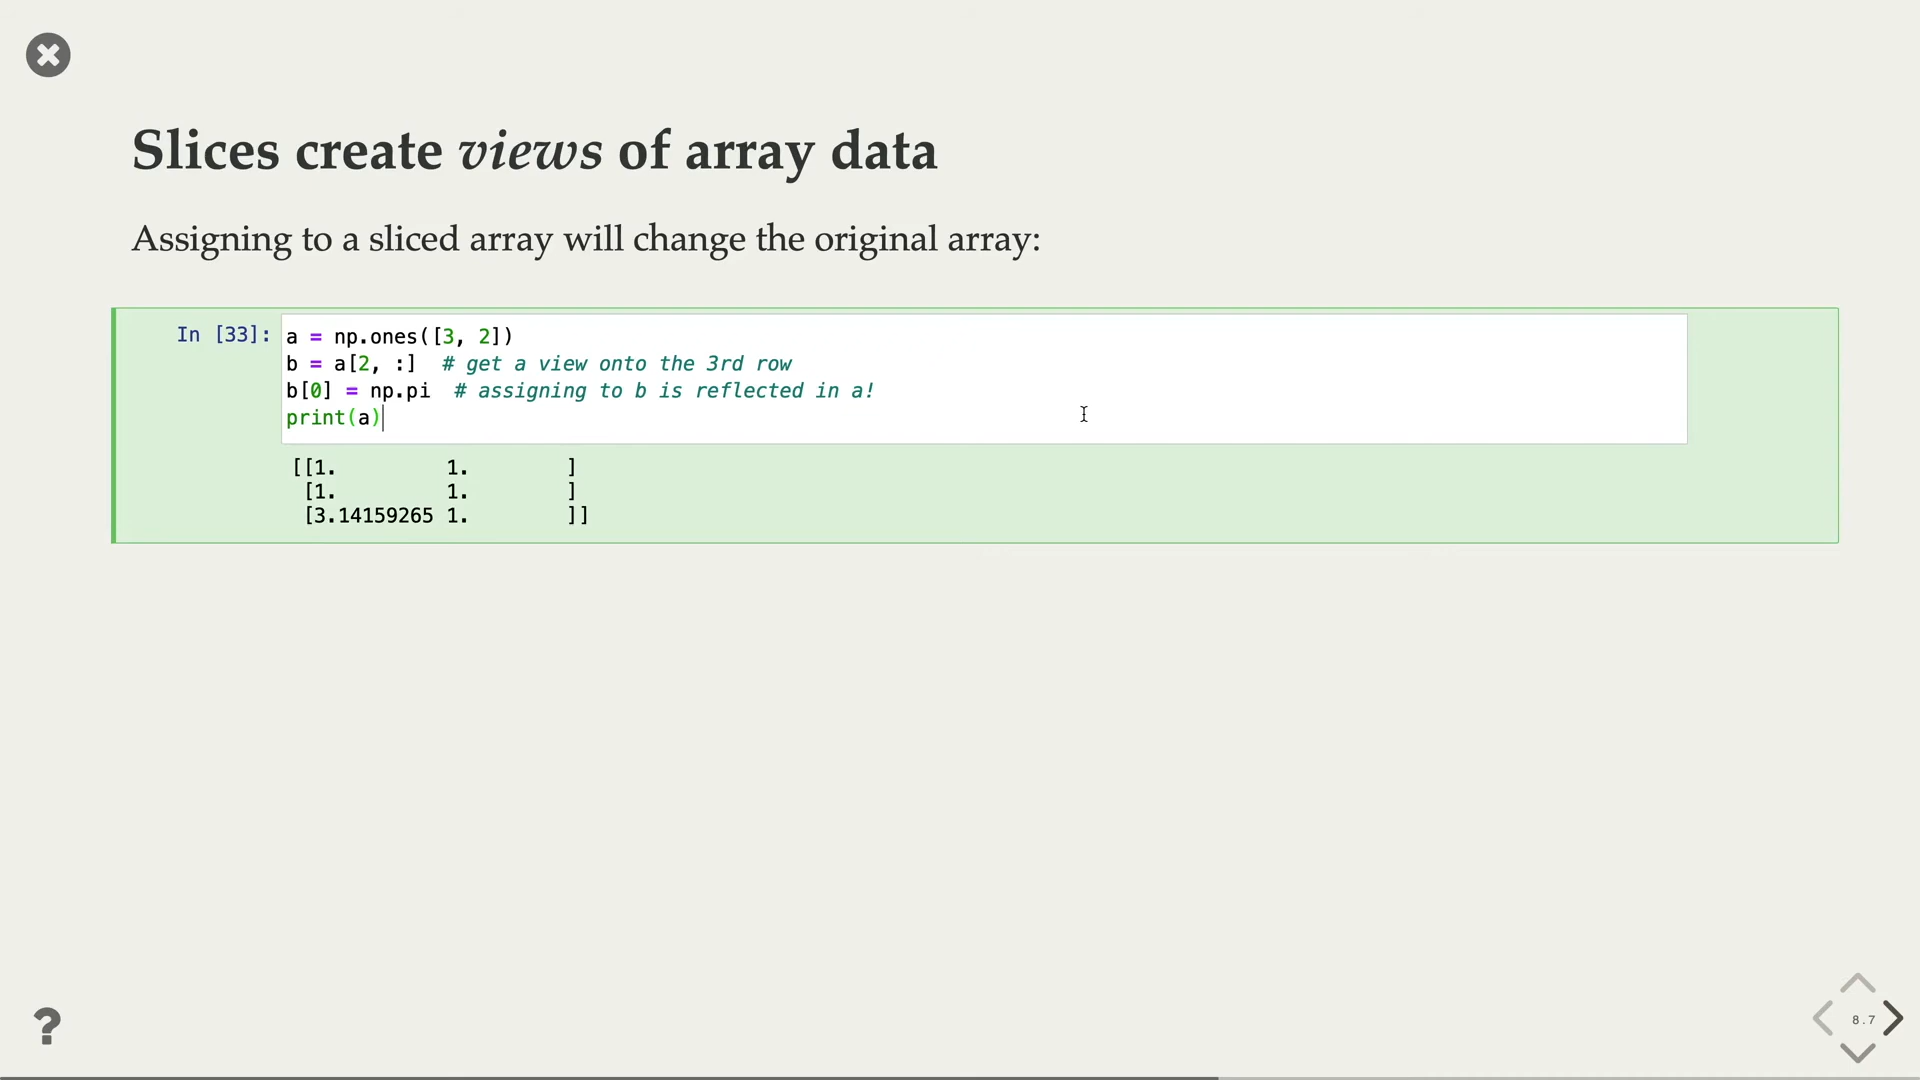 Slices create views of array data
Assigning to a sliced array will change the original array:
In [33]: a = np.ones([3, 2])
b = a[2, :]  # get a view onto the 3rd row
b[0] = np.pi  # assigning to b is reflected in a!
print(a)
[[1.         1.        ]
 [1.         1.        ]
 [3.14159265 1.        ]]
?
8.7